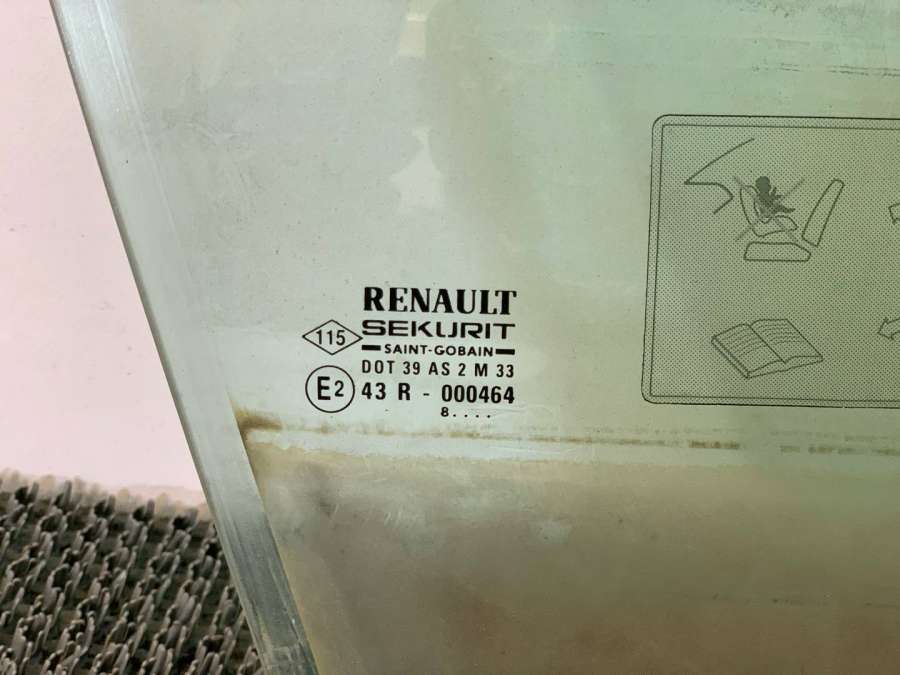 RENAULT
115
SEKURIT
SAINT-GOBAIN
DOT 39 AS 2 M 33
E2
43 R - 000464
8....